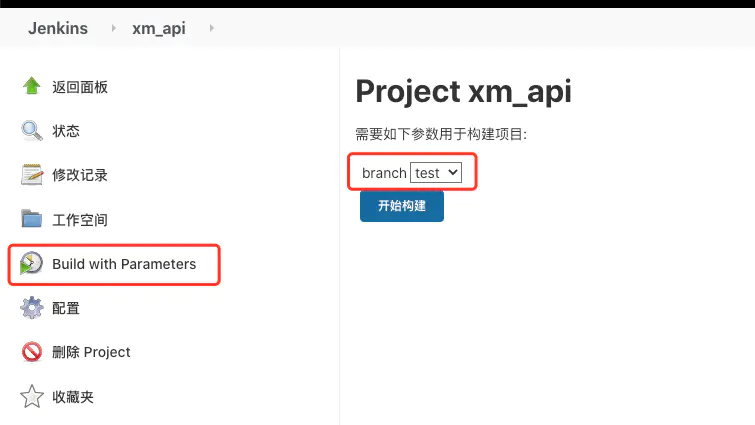 Jenkins xm_api
返回面板
状态
修改记录
工作空间
Build with Parameters
配置
删除 Project
收藏夹
Project xm_api
需要如下参数用于构建项目:
branch test
开始构建